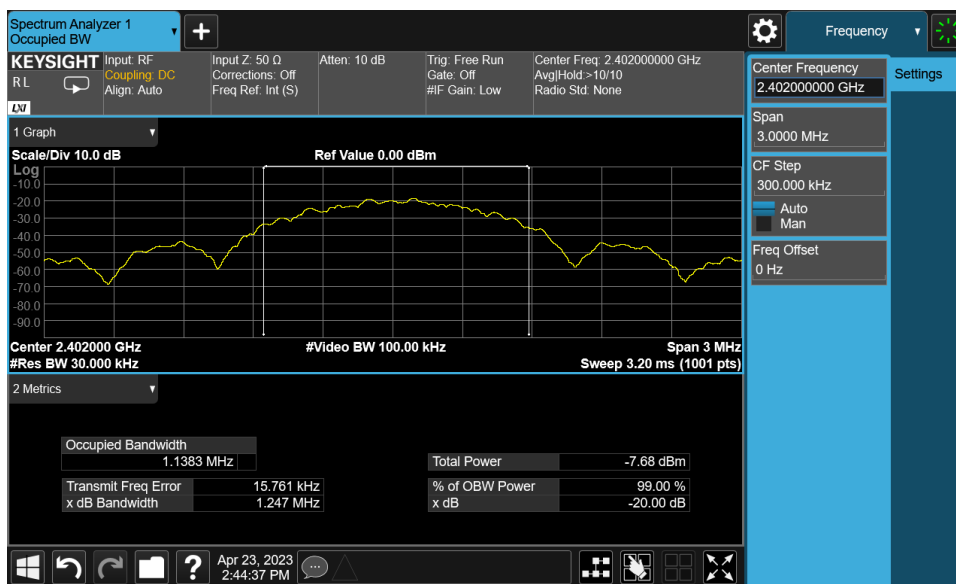 Spectrum Analyzer 1
Occupied BW
+
Frequency
KEYSIGHT
RL
LXI
Input: RF
Coupling: DC
Align: Auto
Input Z: 50 Ω
Corrections: Off
Freq Ref: Int (S)
Atten: 10 dB
Trig: Free Run
Gate: Off
#IF Gain: Low
Center Freq: 2.402000000 GHz
Avg|Hold:>10/10
Radio Std: None
Center Frequency
2.402000000 GHz
Settings
Span
3.0000 MHz
CF Step
300.000 kHz
Auto
Man
Freq Offset
0 Hz
1 Graph
Scale/Div 10.0 dB
Ref Value 0.00 dBm
Log
-10.0
-20.0
-30.0
-40.0
-50.0
-60.0
-70.0
-80.0
-90.0
Center 2.402000 GHz
#Video BW 100.00 kHz
Span 3 MHz
#Res BW 30.000 kHz
Sweep 3.20 ms (1001 pts)
2 Metrics
Occupied Bandwidth
1.1383 MHz
Total Power -7.68 dBm
Transmit Freq Error 15.761 kHz
% of OBW Power 99.00 %
x dB Bandwidth 1.247 MHz
x dB -20.00 dB
?
Apr 23, 2023
2:44:37 PM